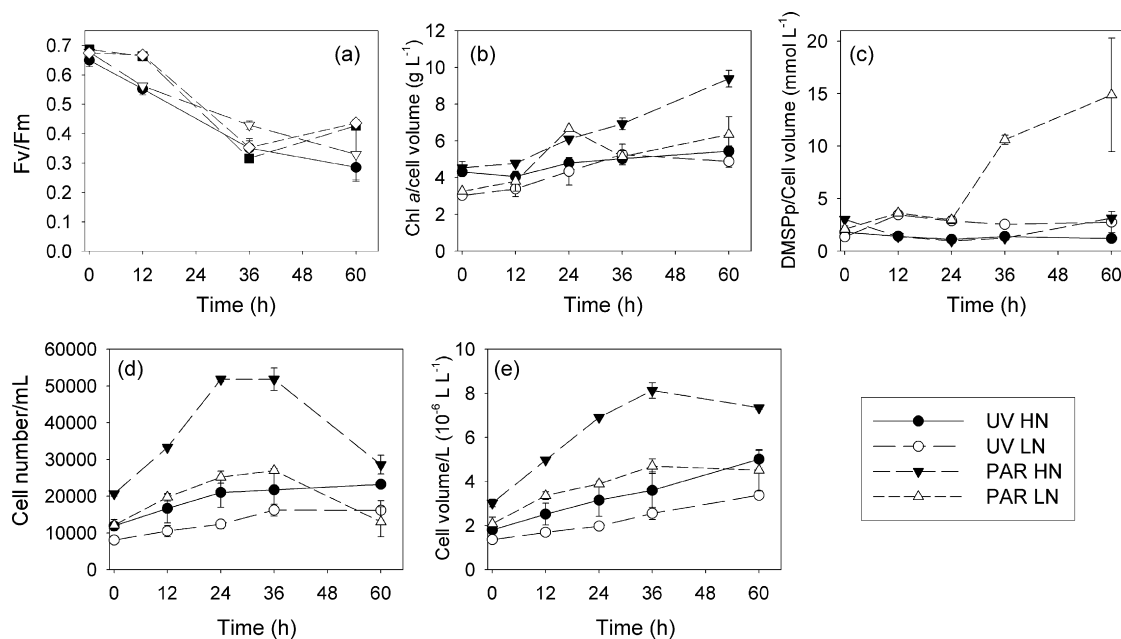 (a)
Fv/Fm
0.7
0.6
0.5
0.4
0.3
0.2
0.1
0.0
0 12 24 36 48 60
Time (h)
(b)
Chl a/cell volume (g L⁻¹)
12
10
8
6
4
2
0
0 12 24 36 48 60
Time (h)
(c)
DMSPp/Cell volume (mmol L⁻¹)
20
15
10
5
0
0 12 24 36 48 60
Time (h)
(d)
Cell number/mL
60000
50000
40000
30000
20000
10000
0
0 12 24 36 48 60
Time (h)
(e)
Cell volume/L (10⁻⁶ L L⁻¹)
10
8
6
4
2
0
0 12 24 36 48 60
Time (h)
UV HN
UV LN
PAR HN
PAR LN